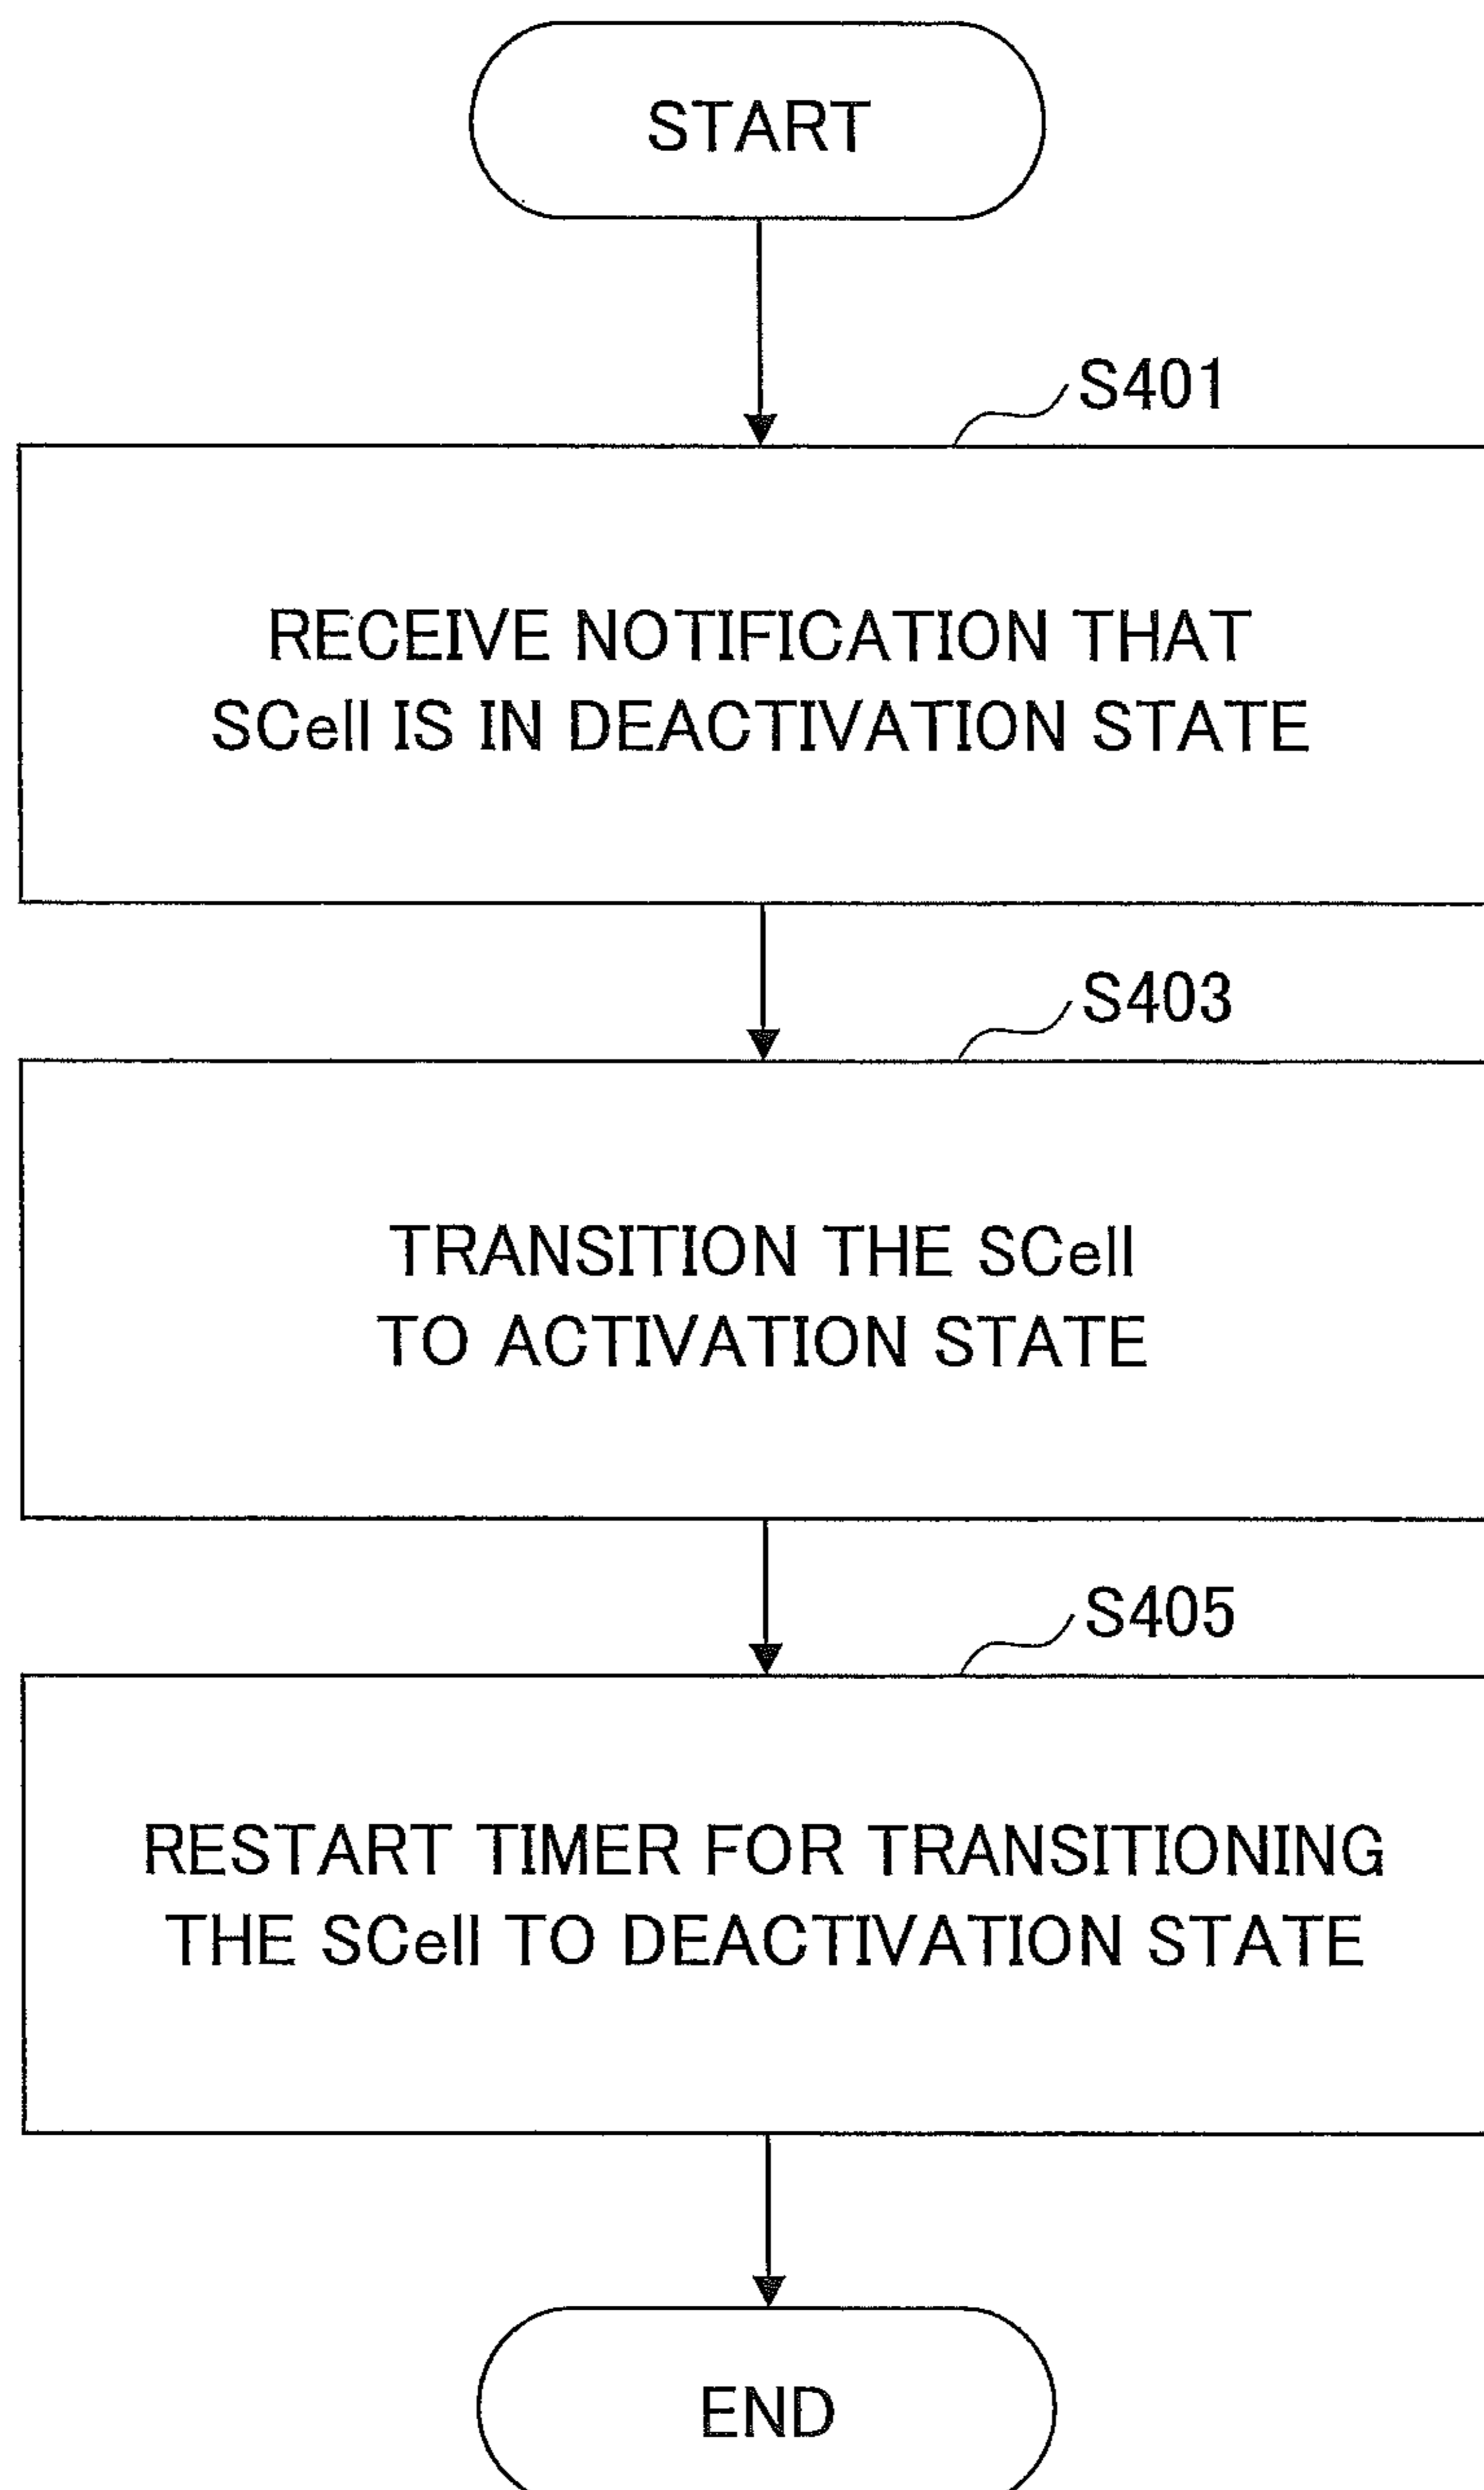 START
S401
RECEIVE NOTIFICATION THAT
SCell IS IN DEACTIVATION STATE
S403
TRANSITION THE SCell
TO ACTIVATION STATE
S405
RESTART TIMER FOR TRANSITIONING
THE SCell TO DEACTIVATION STATE
END